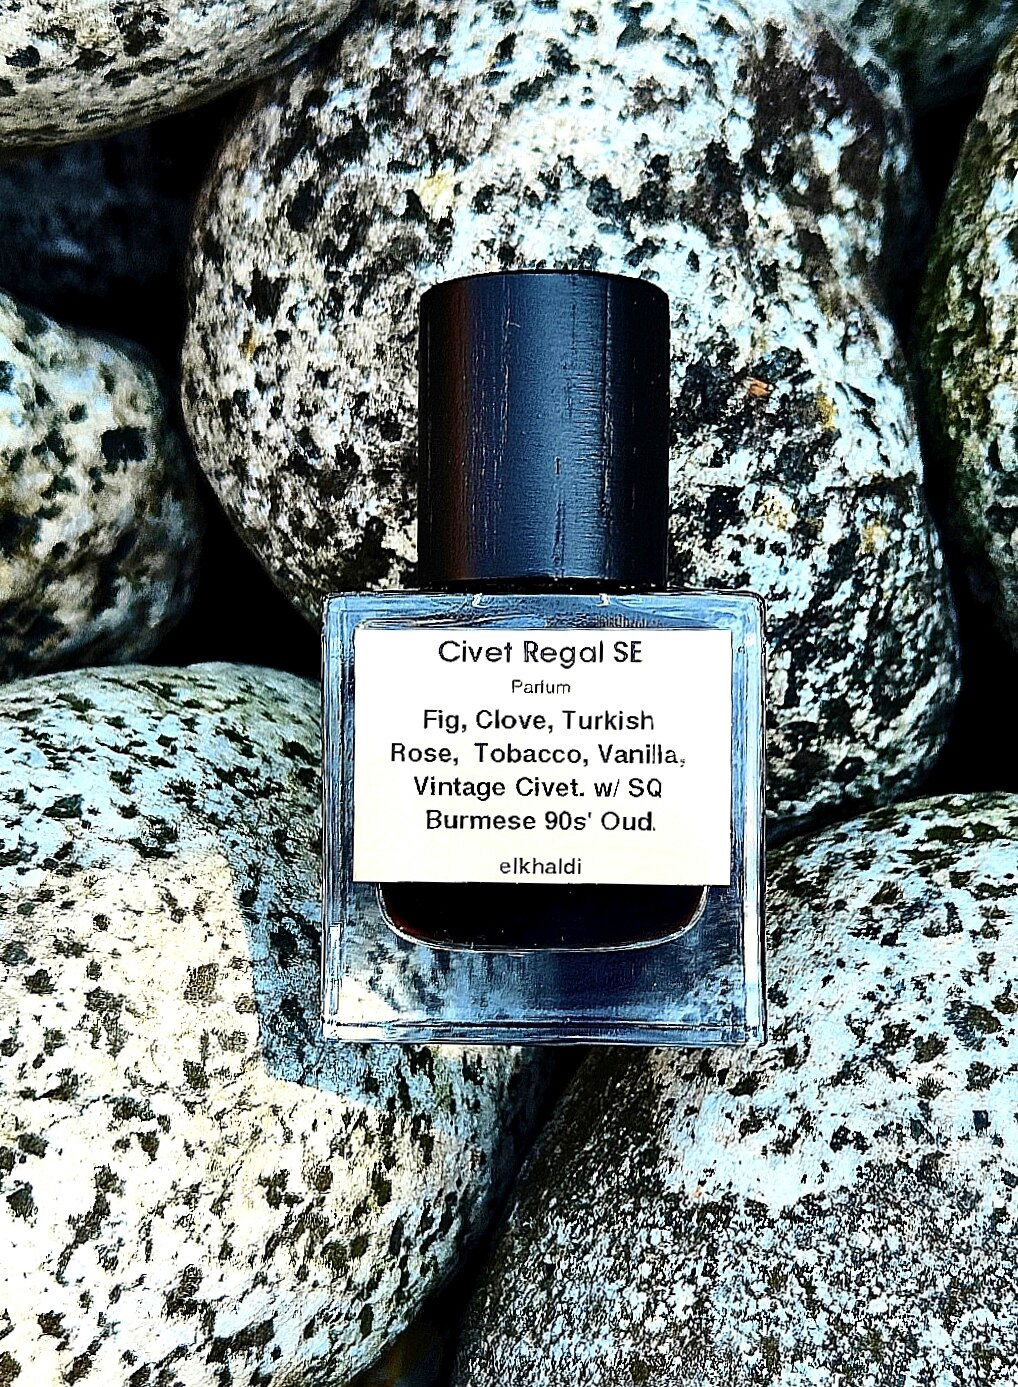 Civet Regal SE
Parfum
Fig, Clove, Turkish
Rose, Tobacco, Vanilla,
Vintage Civet. w/ SQ
Burmese 90s' Oud.
elkhaldi